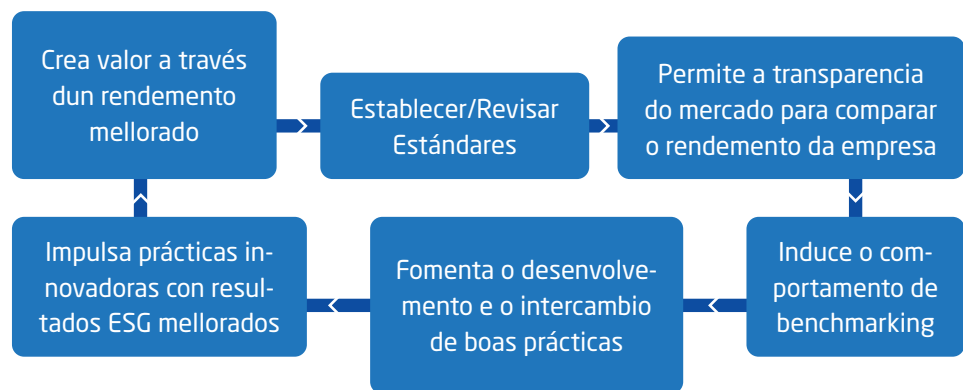 Crea valor a través
dun rendemento
mellorado
Establecer/Revisar
Estándares
Permite a transparencia
do mercado para comparar
o rendemento da empresa
Induce o com-
portamento de
benchmarking
Fomenta o desenvolve-
mento e o intercambio
de boas prácticas
Impulsa prácticas in-
novadoras con resul-
tados ESG mellorados